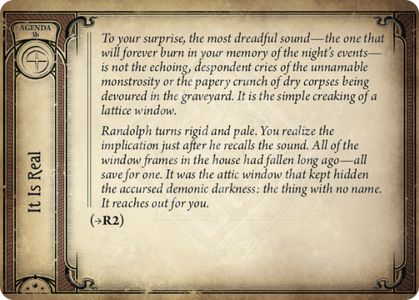 AGENDA
3b
It Is Real
To your surprise, the most dreadful sound—the one that
will forever burn in your memory of the night's events—
is not the echoing, despondent cries of the unnamable
monstrosity or the papery crunch of dry corpses being
devoured in the graveyard. It is the simple creaking of a
lattice window.
Randolph turns rigid and pale. You realize the
implication just after he recalls the sound. All of the
window frames in the house had fallen long ago—all
save for one. It was the attic window that kept hidden
the accursed demonic darkness: the thing with no name.
It reaches out for you.
(→R2)